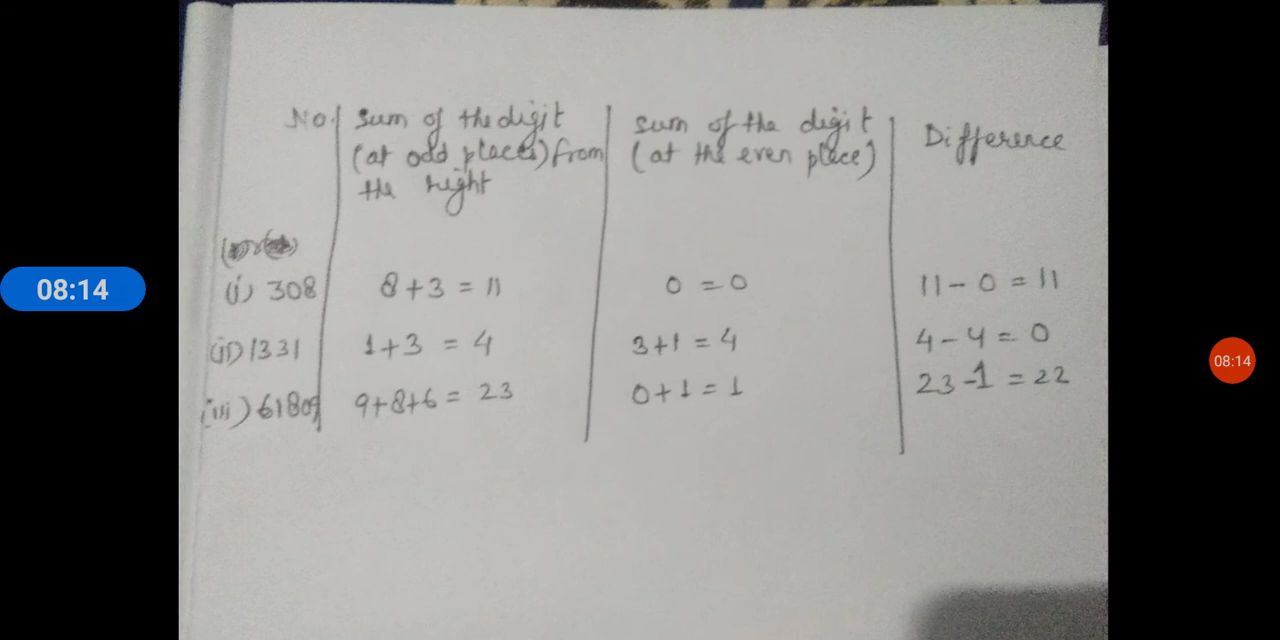 No. Sum of the digit (at odd places) from the right sum of the digit (at the even place) Difference
(i) 308 8+3 = 11 0 = 0 11-0 = 11
(ii) 1331 1+3 = 4 3+1 = 4 4-4 = 0
(iii) 61809 9+8+6 = 23 0+1 = 1 23-1 = 22
08:14
08:14